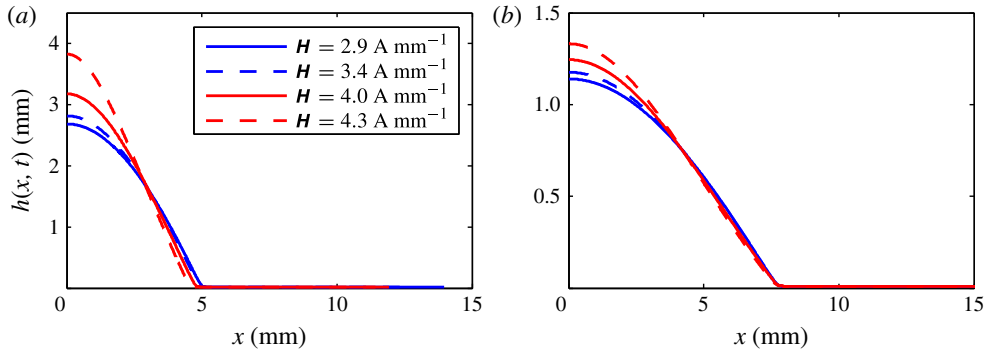 (a)
4
3
2
1
h(x, t) (mm)
H = 2.9 A mm⁻¹
H = 3.4 A mm⁻¹
H = 4.0 A mm⁻¹
H = 4.3 A mm⁻¹
0 5 10 15
x (mm)
(b)
1.5
1.0
0.5
0 5 10 15
x (mm)